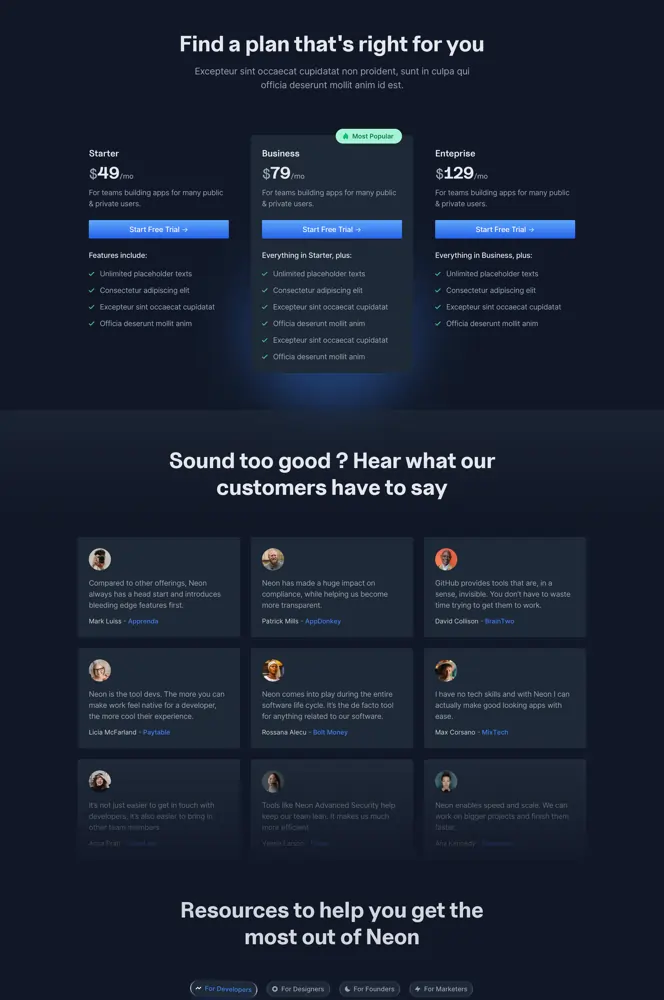 Find a plan that's right for you
Excepteur sint occaecat cupidatat non proident, sunt in culpa qui
officia deserunt mollit anim id est.
Most Popular
Starter
$49/mo
For teams building apps for many public
& private users.
Start Free Trial →
Features include:
Unlimited placeholder texts
Consectetur adipiscing elit
Excepteur sint occaecat cupidatat
Officia deserunt mollit anim
Business
$79/mo
For teams building apps for many public
& private users.
Start Free Trial →
Everything in Starter, plus:
Unlimited placeholder texts
Consectetur adipiscing elit
Excepteur sint occaecat cupidatat
Officia deserunt mollit anim
Excepteur sint occaecat cupidatat
Officia deserunt mollit anim
Enteprise
$129/mo
For teams building apps for many public
& private users.
Start Free Trial →
Everything in Business, plus:
Unlimited placeholder texts
Consectetur adipiscing elit
Excepteur sint occaecat cupidatat
Officia deserunt mollit anim
Sound too good ? Hear what our
customers have to say
Compared to other offerings, Neon
always has a head start and introduces
bleeding edge features first.
Mark Luiss - Apprenda
Neon has made a huge impact on
compliance, while helping us become
more transparent.
Patrick Mills - AppDonkey
GitHub provides tools that are, in a
sense, invisible. You don't have to waste
time trying to get them to work.
David Collison - BrainTwo
Neon is the tool devs. The more you can
make work feel native for a developer,
the more cool their experience.
Licia McFarland - Paytable
Neon comes into play during the entire
software life cycle. It's the de facto tool
for anything related to our software.
Rossana Alecu - Bolt Money
I have no tech skills and with Neon I can
actually make good looking apps with
ease.
Max Corsano - MixTech
It's not just easier to get in touch with
developers, it's also easier to bring in
other team members
Tools like Neon Advanced Security help
keep our team lean. It makes us much
more efficient
Neon enables speed and scale. We can
work on bigger projects and finish them
faster.
Resources to help you get the
most out of Neon
For Developers
For Designers
For Founders
For Marketers